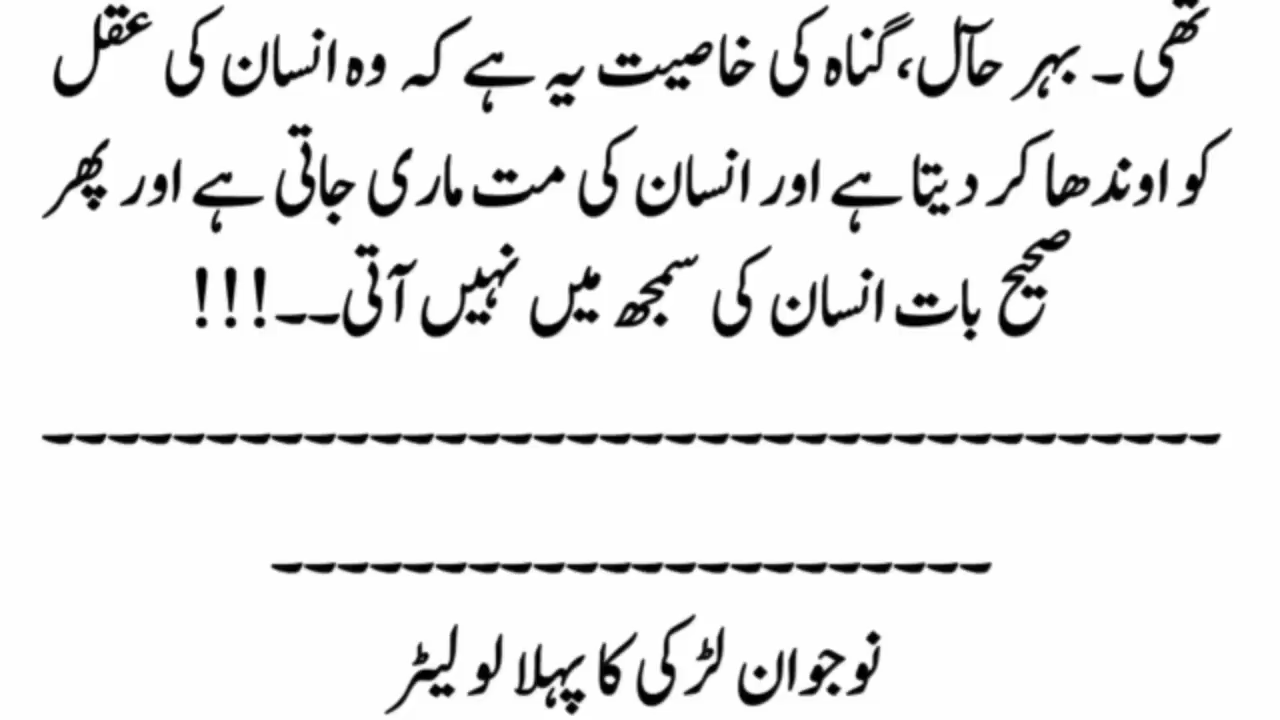 تھی۔ بہر حآل، گناہ کی خاصیت یہ ہے کہ وہ انسان کی عقل
کو اوندھا کر دیتا ہے اور انسان کی مت ماری جاتی ہے اور پھر
صحیح بات انسان کی سمجھ میں نہیں آتی۔۔!!!
۔۔۔۔۔۔۔۔۔۔۔۔۔۔۔۔۔۔۔۔۔۔۔۔۔۔۔۔۔۔۔۔۔۔۔۔
۔۔۔۔۔۔۔۔۔۔۔۔۔۔۔۔۔۔۔۔۔۔
نوجوان لڑکی کا پہلا لو لیٹر